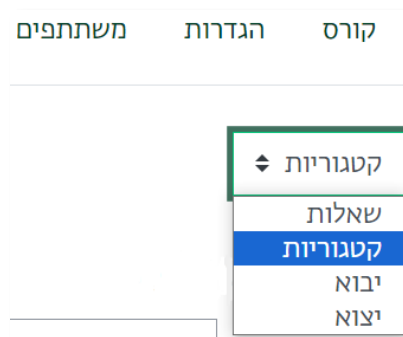 קורס הגדרות משתתפים
קטגוריות
שאלות
קטגוריות
יבוא
יצוא